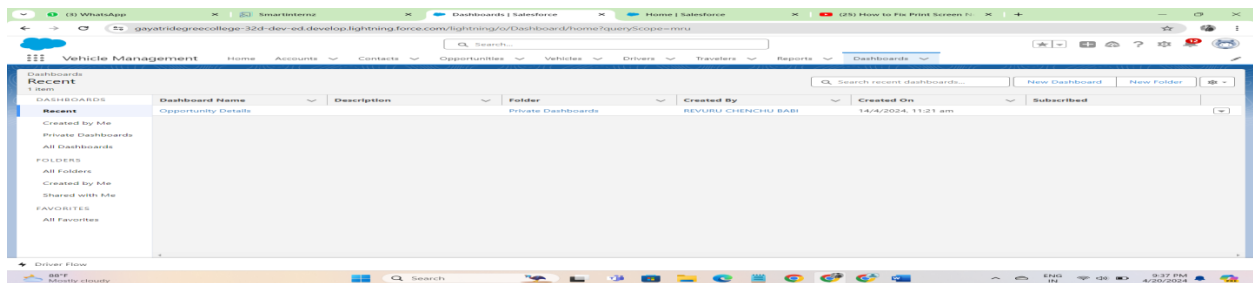 (3) WhatsApp
Smartinternz
Dashboards | Salesforce
Home | Salesforce
(25) How to Fix Print Screen N
gayatridegreecollege-32d-dev-ed.develop.lightning.force.com/lightning/o/Dashboard/home?queryScope=mru
Search...
Vehicle Management Home Accounts Contacts Opportunities Vehicles Drivers Travelers Reports Dashboards
Dashboards
Recent
1 item
Search recent dashboards...
New Dashboard
New Folder
DASHBOARDS
Dashboard Name Description Folder Created By Created On Subscribed
Recent
Opportunity Details Private Dashboards REVURU CHENCHU BABI 14/4/2024, 11:21 am
Created by Me
Private Dashboards
All Dashboards
FOLDERS
All Folders
Created by Me
Shared with Me
FAVORITES
All Favorites
Driver Flow
88°F
Mostly cloudy
Search
ENG
IN
9:37 PM
4/20/2024